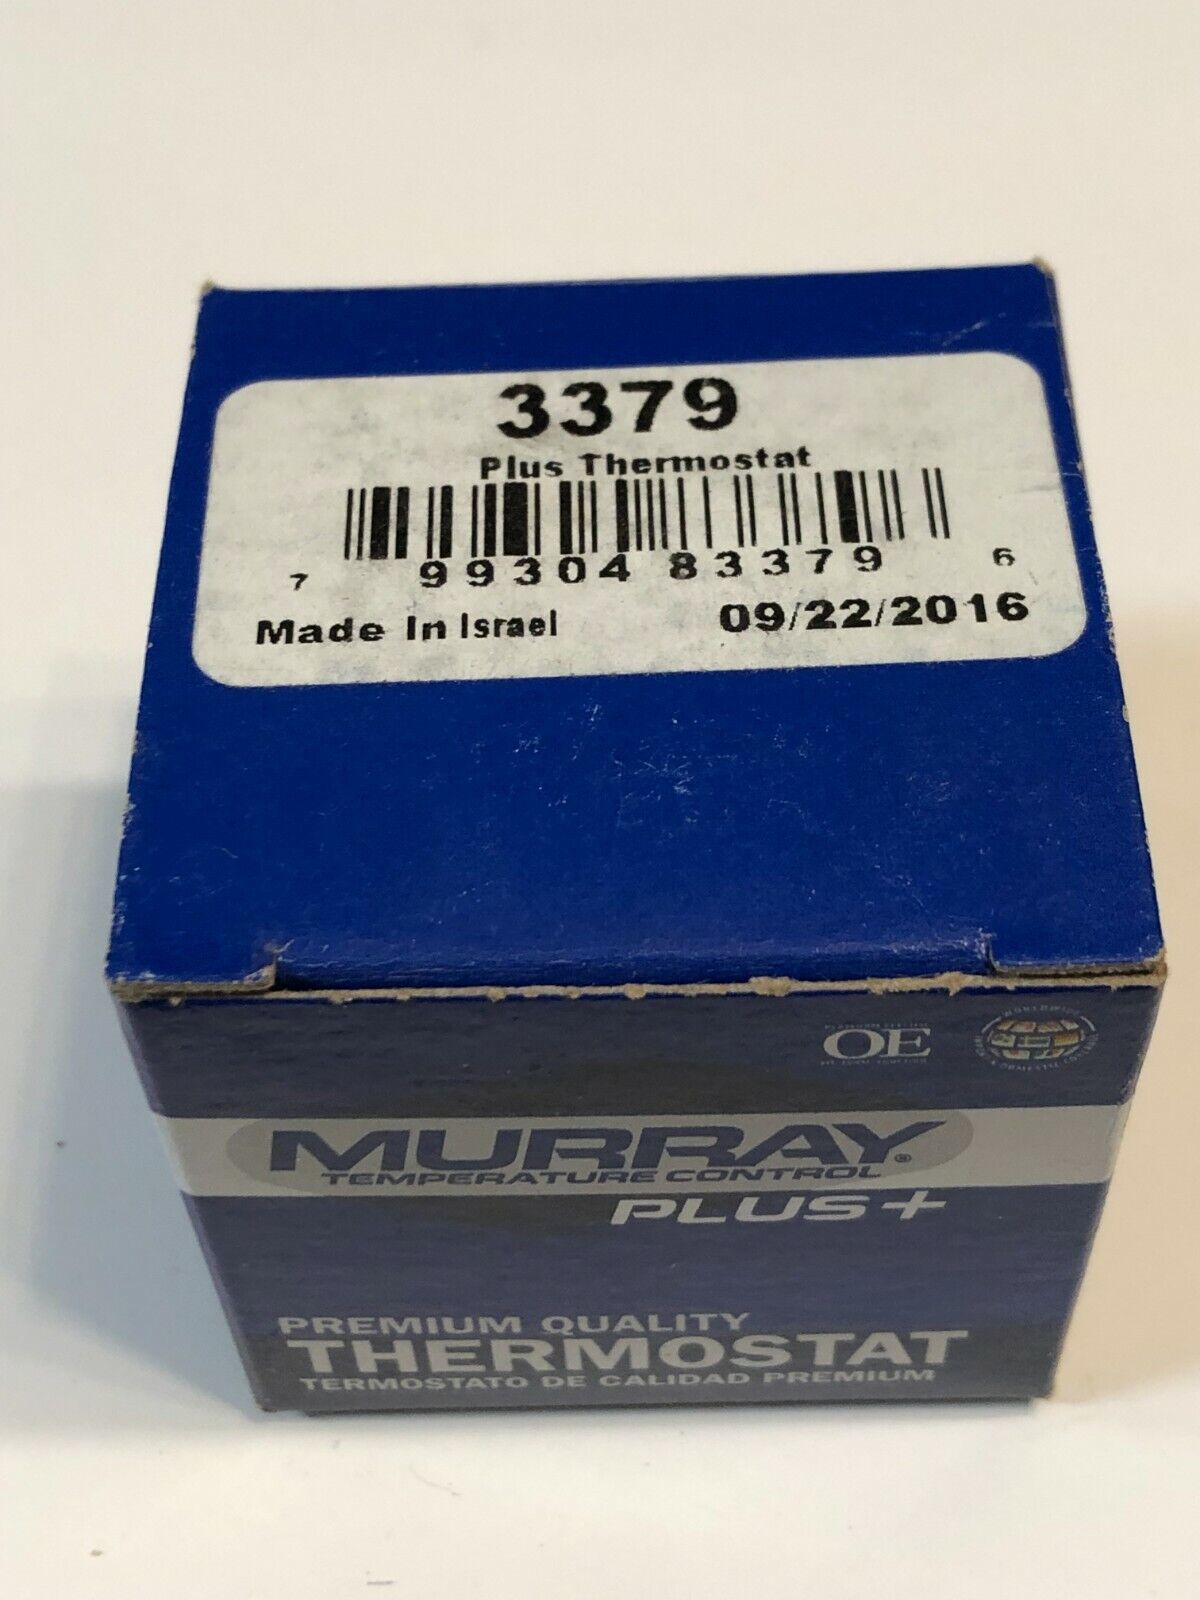 3379
Plus Thermostat
7 99304 83379 6
Made In Israel 09/22/2016
OE
WORLDWIDE
MURRAY®
TEMPERATURE CONTROL
PLUS+
PREMIUM QUALITY
THERMOSTAT
TERMOSTATO DE CALIDAD PREMIUM